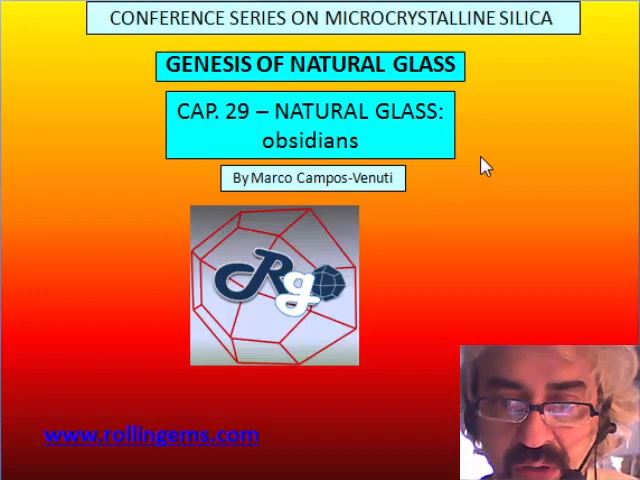 CONFERENCE SERIES ON MICROCRYSTALLINE SILICA
GENESIS OF NATURAL GLASS
CAP. 29 – NATURAL GLASS:
obsidians
By Marco Campos-Venuti
CRg
www.rollingems.com